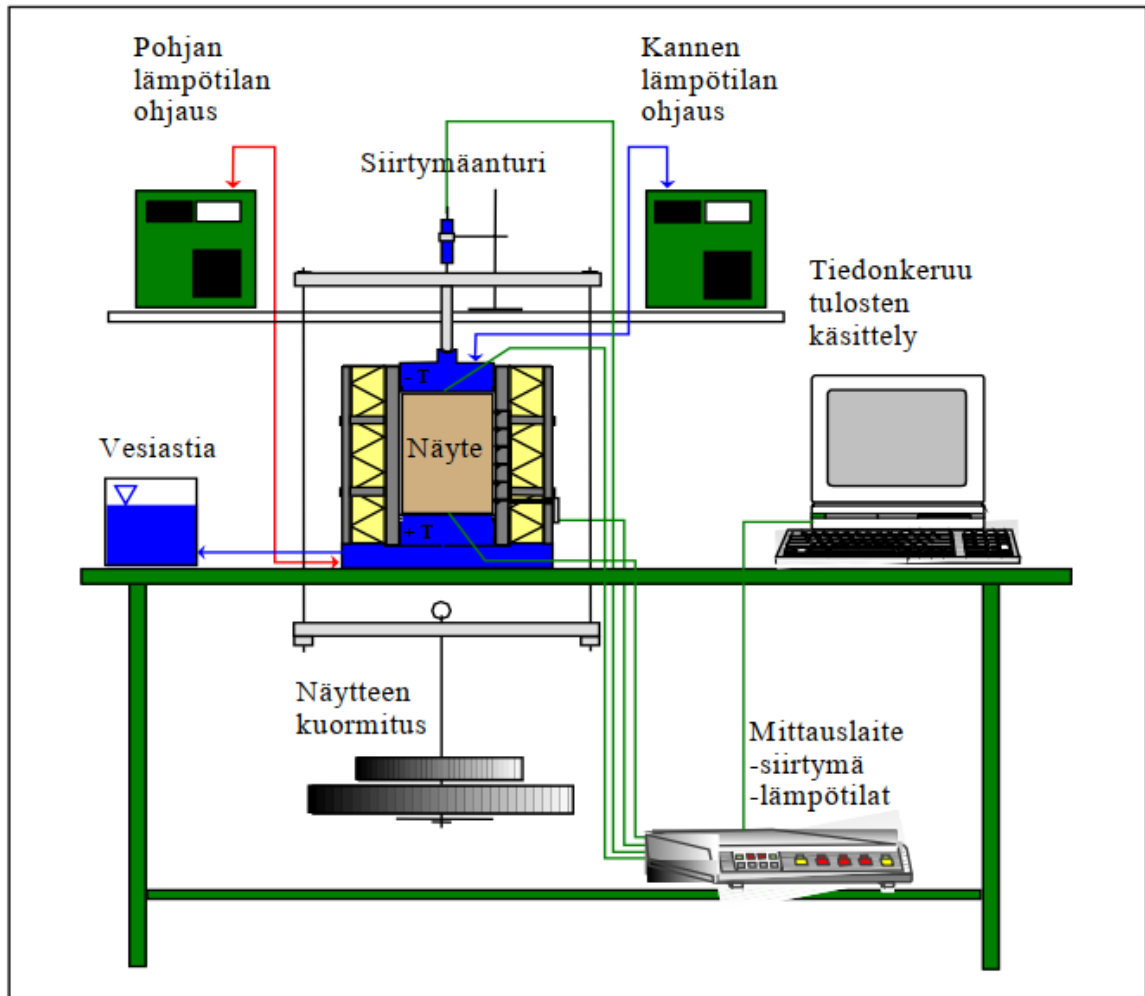 Pohjan
lämpötilan
ohjaus
Kannen
lämpötilan
ohjaus
Siirtymäanturi
Tiedonkeruu
tulosten
käsittely
- T
Näyte
Vesiastia
+ T
Näytteen
kuormitus
Mittauslaite
-siirtymä
-lämpötilat